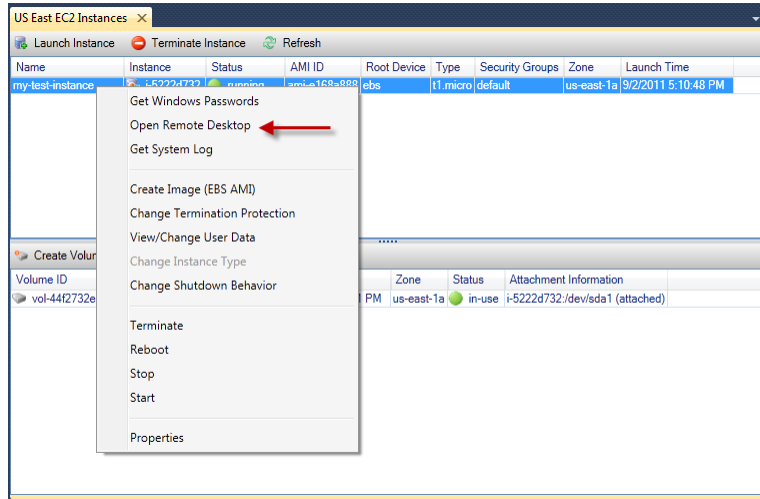 US East EC2 Instances
Launch Instance Terminate Instance Refresh
Name Instance Status AMI ID Root Device Type Security Groups Zone Launch Time
my-test-instance i-5222d732 running ami-e168a888 ebs t1.micro default us-east-1a 9/2/2011 5:10:48 PM
Get Windows Passwords
Open Remote Desktop
Get System Log
Create Image (EBS AMI)
Change Termination Protection
View/Change User Data
Change Instance Type
Change Shutdown Behavior
Terminate
Reboot
Stop
Start
Properties
Create Volu
Volume ID Zone Status Attachment Information
vol-44f2732e PM us-east-1a in-use i-5222d732:/dev/sda1 (attached)